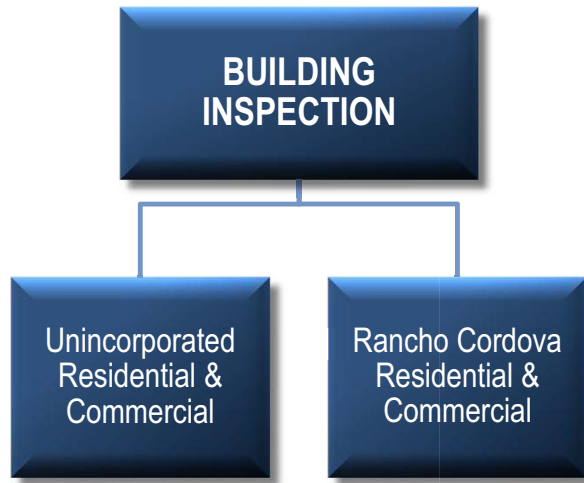 BUILDING
INSPECTION
Unincorporated
Residential &
Commercial
Rancho Cordova
Residential &
Commercial